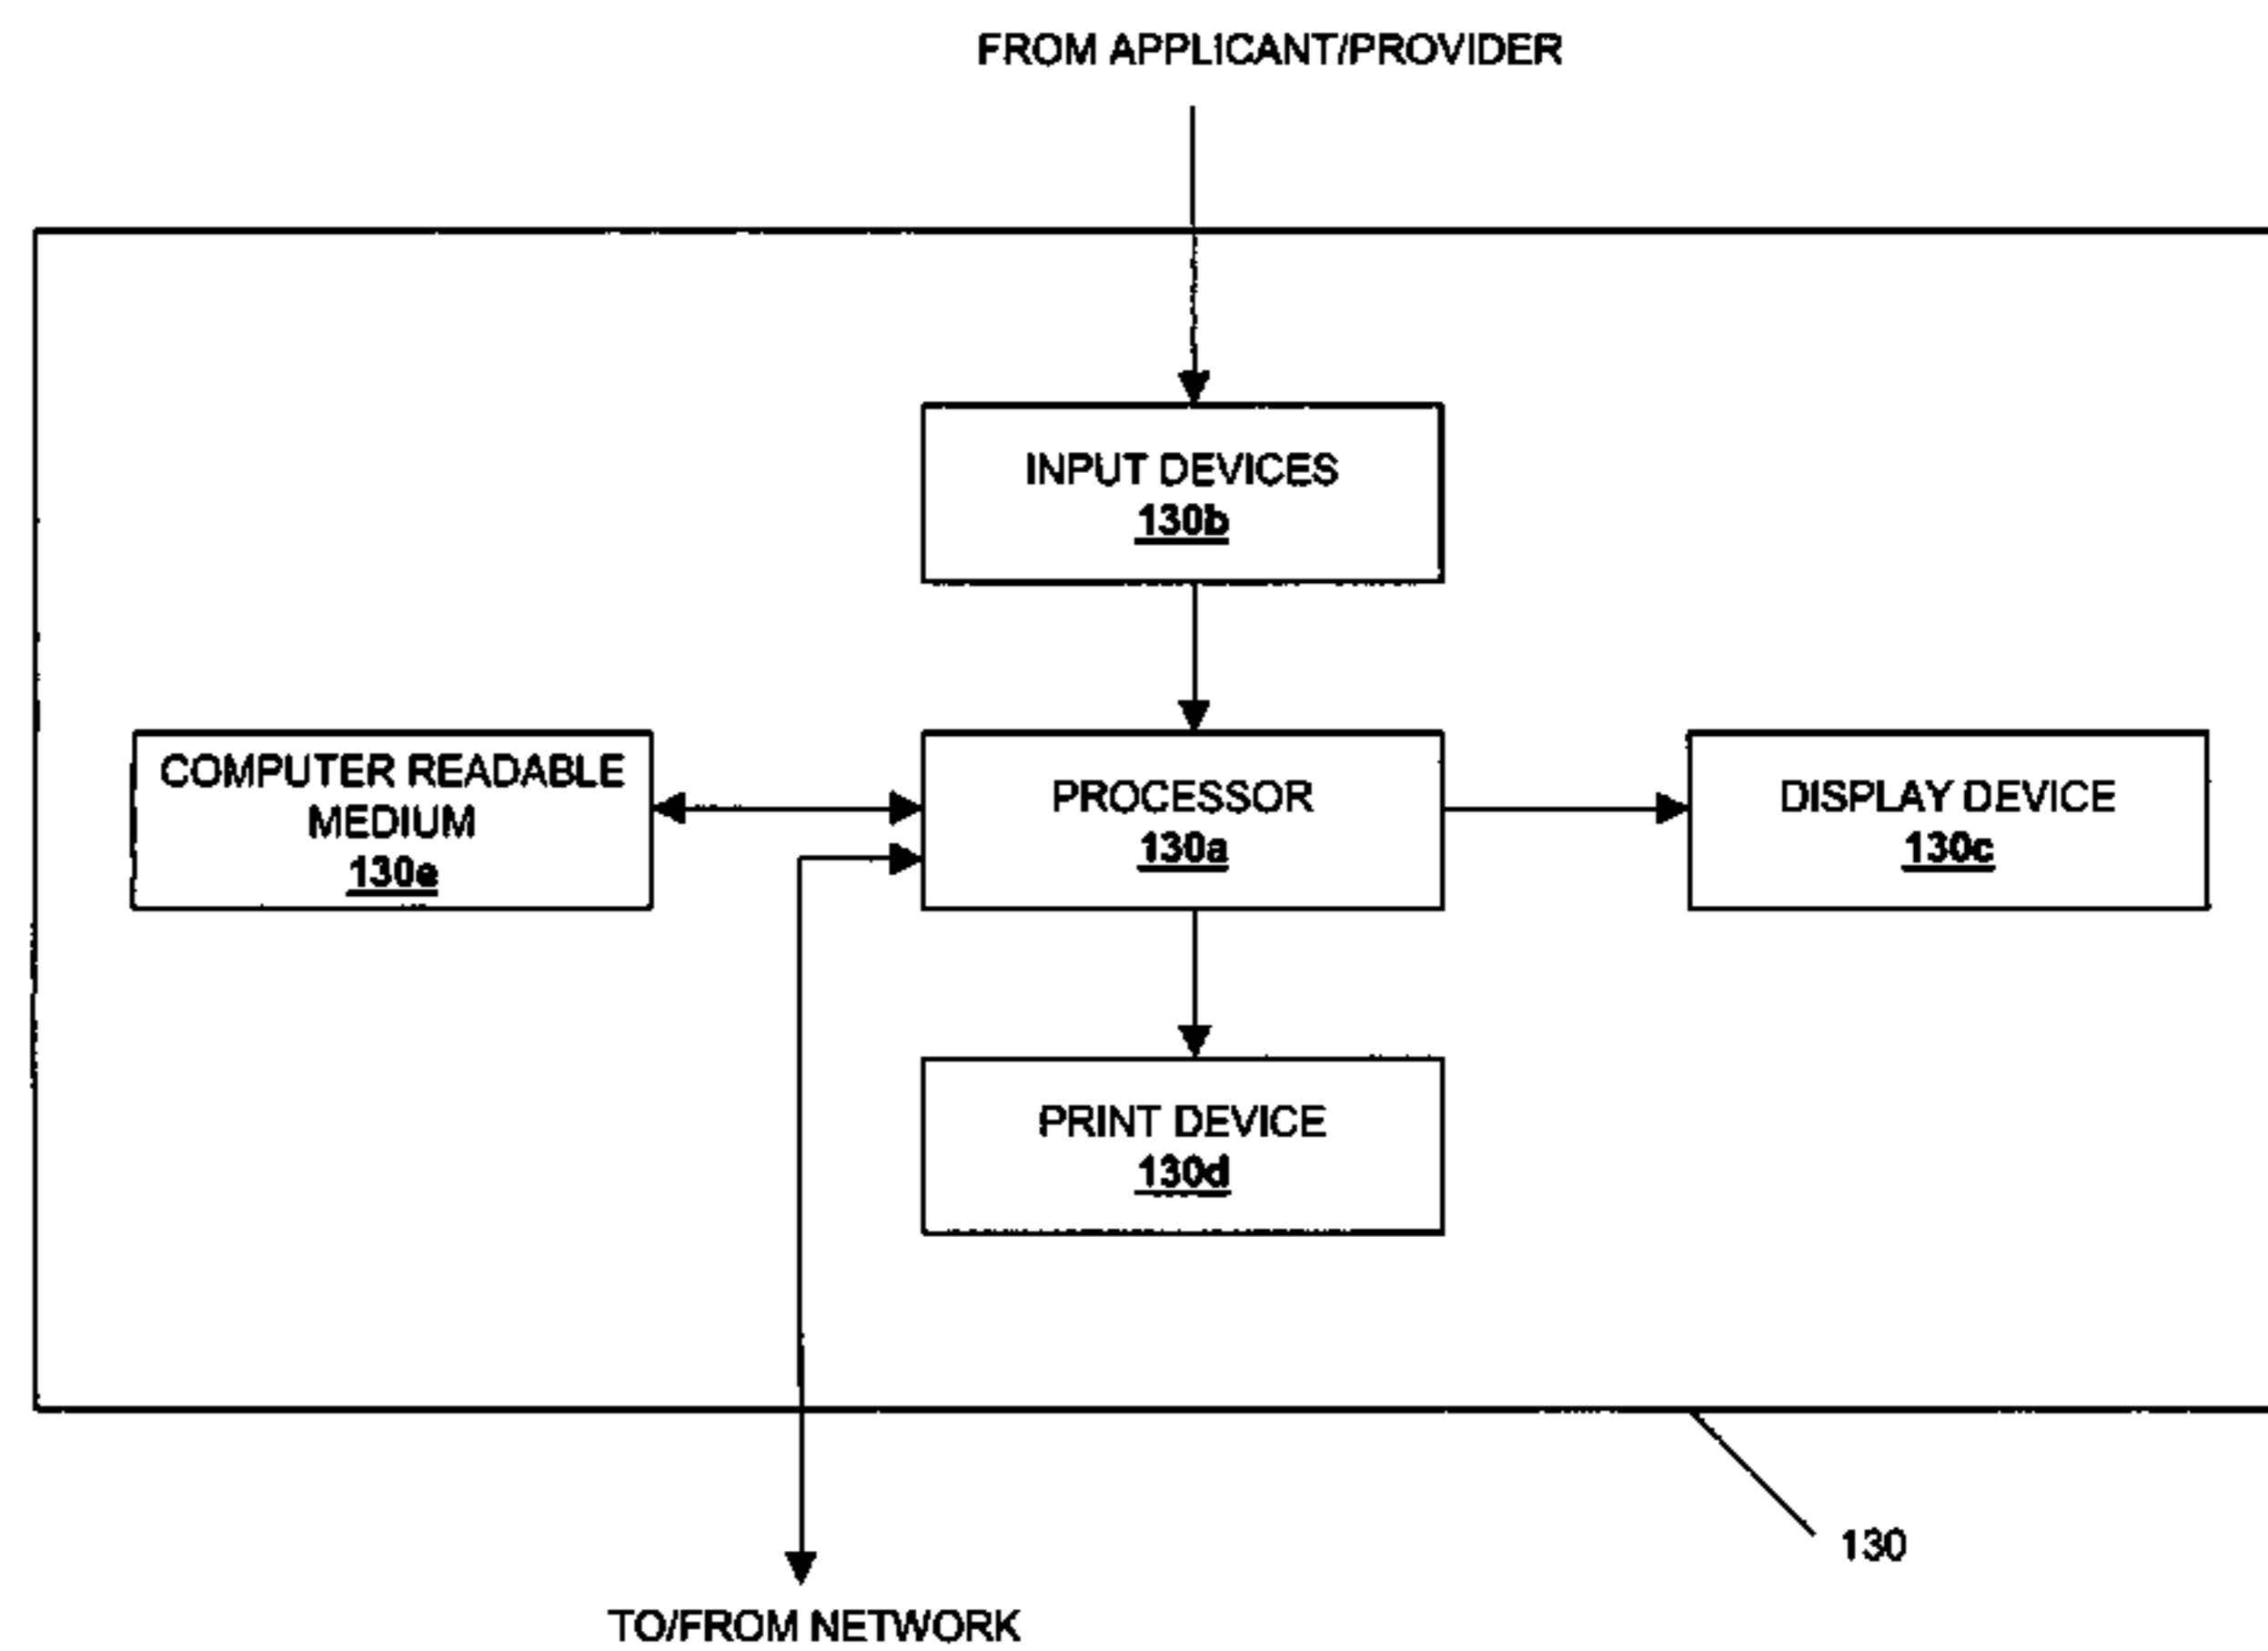 FROM APPLICANT/PROVIDER
INPUT DEVICES
130b
COMPUTER READABLE
MEDIUM
130e
PROCESSOR
130a
DISPLAY DEVICE
130c
PRINT DEVICE
130d
130
TO/FROM NETWORK